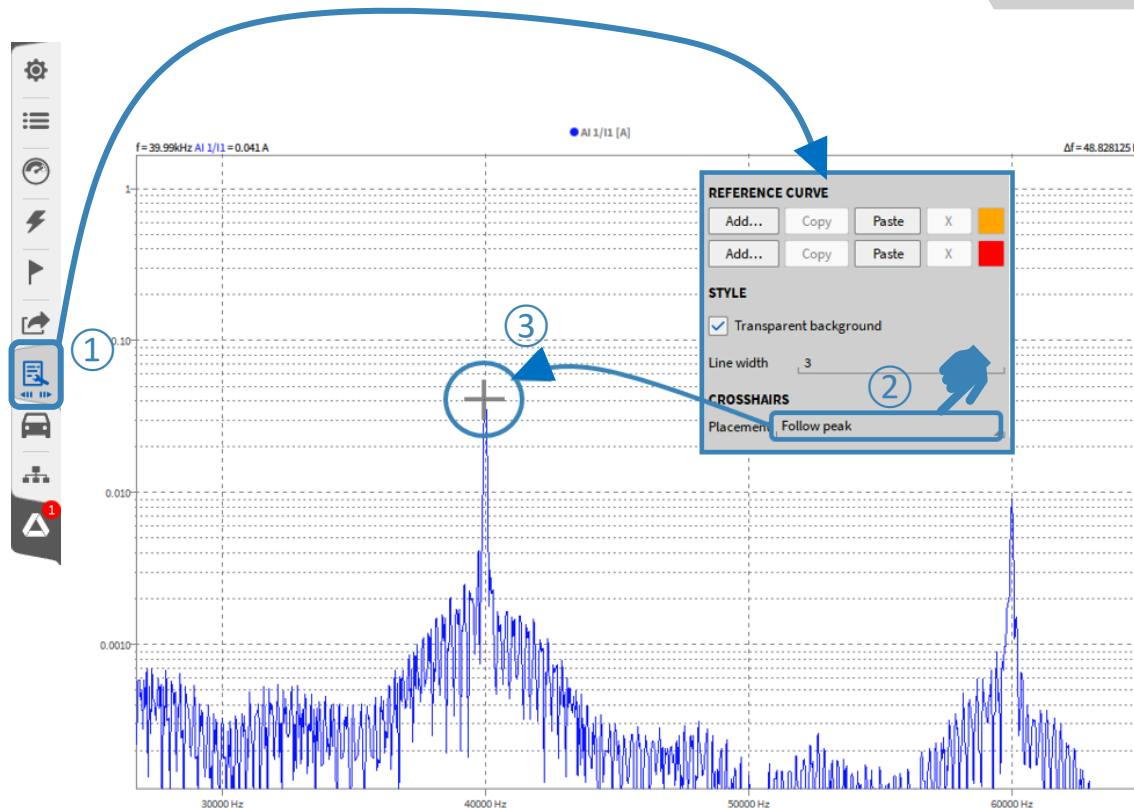 AI 1/I1 [A]
f=39.99kHz AI 1/I1=0.041 A
Δf=48.828125
1
0.10
0.010
0.0010
30000 Hz
40000 Hz
50000 Hz
60000 Hz
①
REFERENCE CURVE
Add... Copy Paste X
Add... Copy Paste X
STYLE
Transparent background
Line width 3
②
CROSSHAIRS
Placement Follow peak
③
1